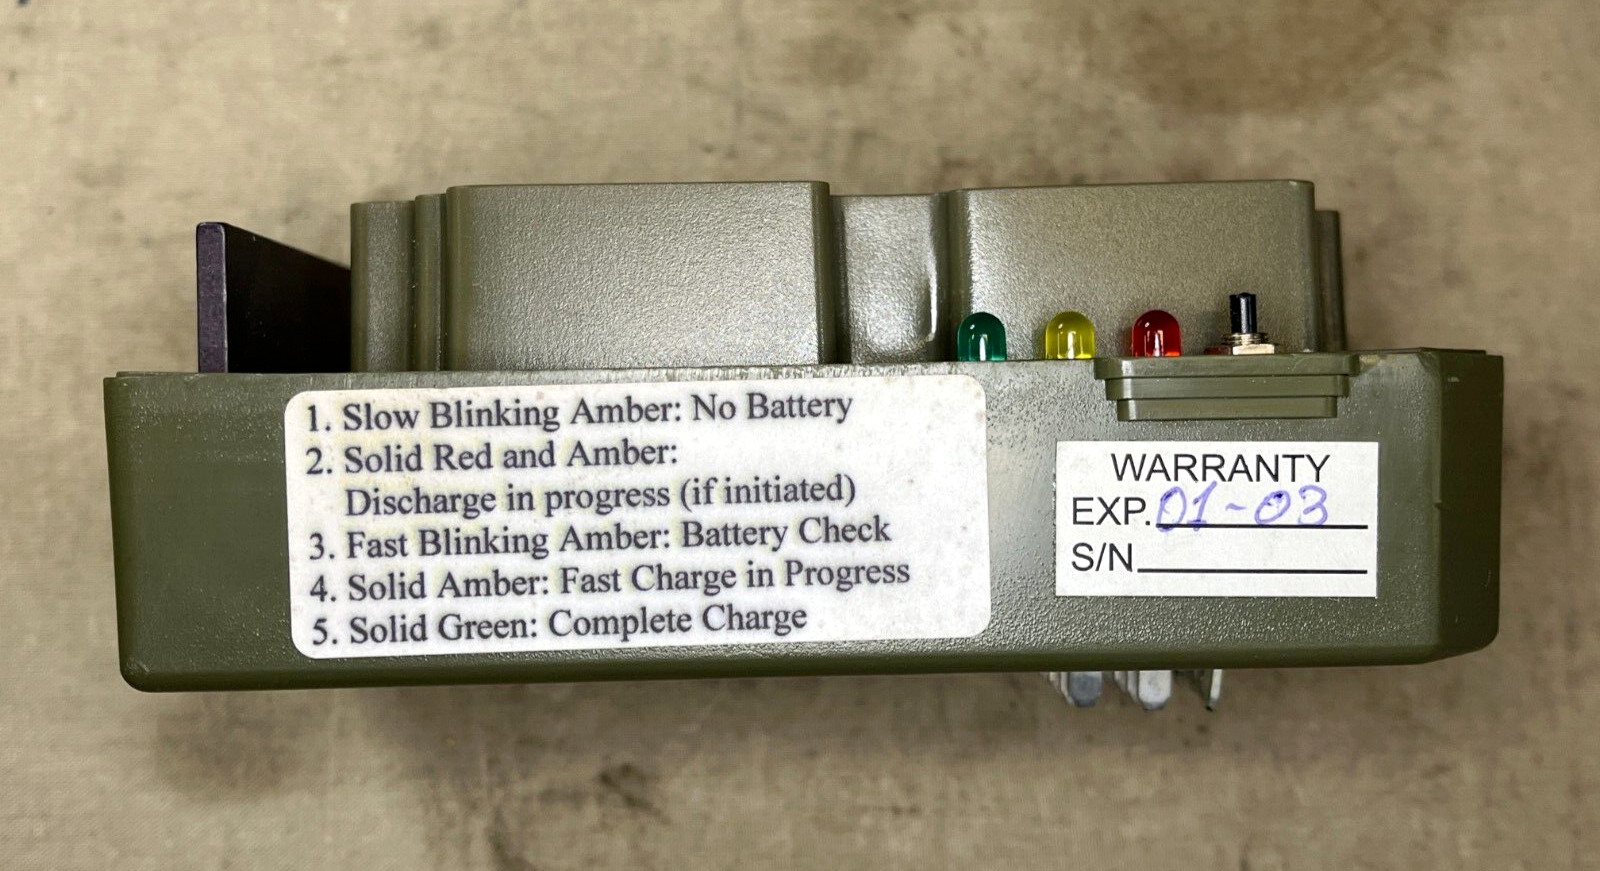 1. Slow Blinking Amber: No Battery
2. Solid Red and Amber:
Discharge in progress (if initiated)
3. Fast Blinking Amber: Battery Check
4. Solid Amber: Fast Charge in Progress
5. Solid Green: Complete Charge
WARRANTY
EXP. 01-03
S/N